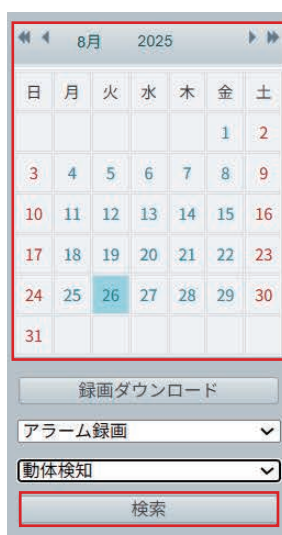 8月 2025
日 月 火 水 木 金 土
1 2
3 4 5 6 7 8 9
10 11 12 13 14 15 16
17 18 19 20 21 22 23
24 25 26 27 28 29 30
31
録画ダウンロード
アラーム録画
動体検知
検索